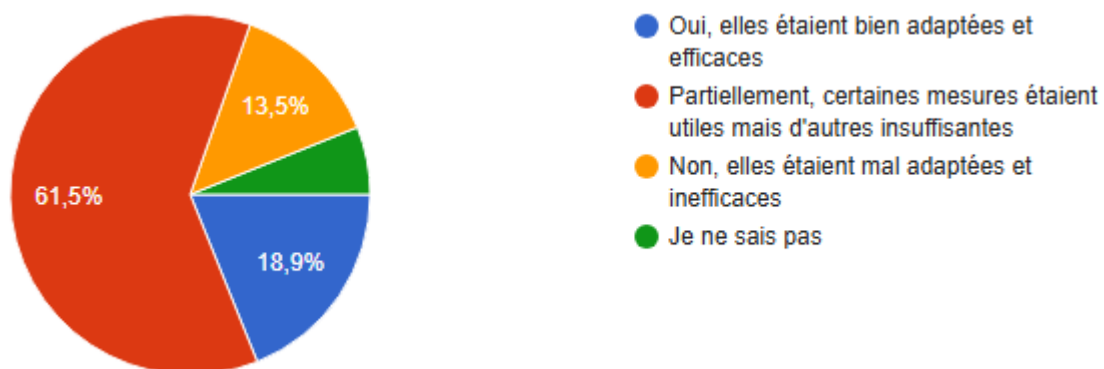 13,5%
61,5%
18,9%
Oui, elles étaient bien adaptées et
efficaces
Partiellement, certaines mesures étaient
utiles mais d'autres insuffisantes
Non, elles étaient mal adaptées et
inefficaces
Je ne sais pas